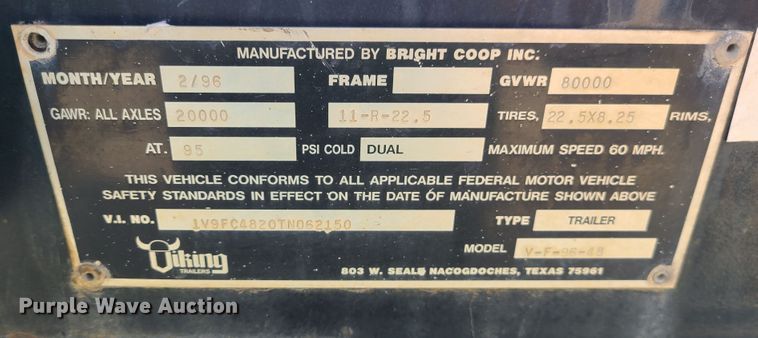 MANUFACTURED BY BRIGHT COOP INC.
MONTH/YEAR 2/96 FRAME GVWR 80000
GAWR: ALL AXLES 20000 11-R-22.5 TIRES, 22.5X8.25 RIMS,
AT. 95 PSI COLD DUAL MAXIMUM SPEED 60 MPH.
THIS VEHICLE CONFORMS TO ALL APPLICABLE FEDERAL MOTOR VEHICLE
SAFETY STANDARDS IN EFFECT ON THE DATE OF MANUFACTURE SHOWN ABOVE
V.I. NO. 1V9FC4820TN062150 TYPE TRAILER
Viking MODEL V-F-96-48
TRAILERS
803 W. SEALE NACOGDOCHES, TEXAS 75961
Purple Wave Auction